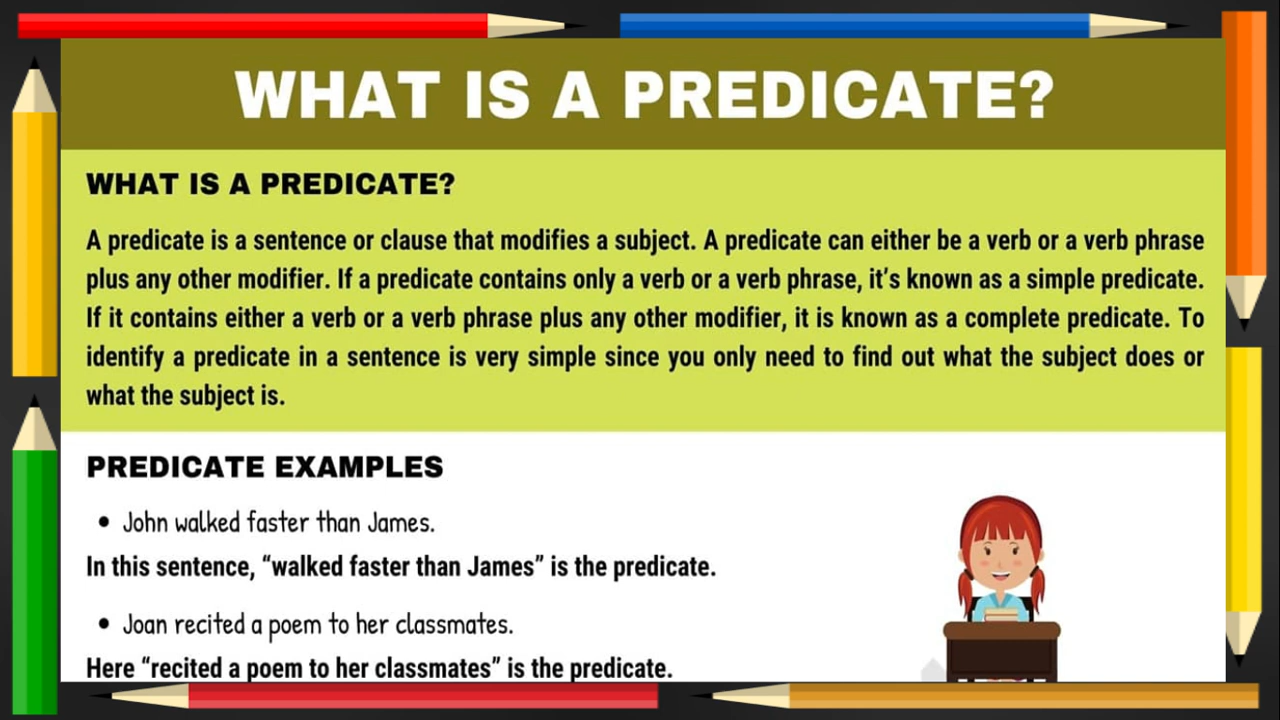 WHAT IS A PREDICATE?
WHAT IS A PREDICATE?
A predicate is a sentence or clause that modifies a subject. A predicate can either be a verb or a verb phrase
plus any other modifier. If a predicate contains only a verb or a verb phrase, it’s known as a simple predicate.
If it contains either a verb or a verb phrase plus any other modifier, it is known as a complete predicate. To
identify a predicate in a sentence is very simple since you only need to find out what the subject does or
what the subject is.
PREDICATE EXAMPLES
• John walked faster than James.
In this sentence, “walked faster than James” is the predicate.
• Joan recited a poem to her classmates.
Here “recited a poem to her classmates” is the predicate.